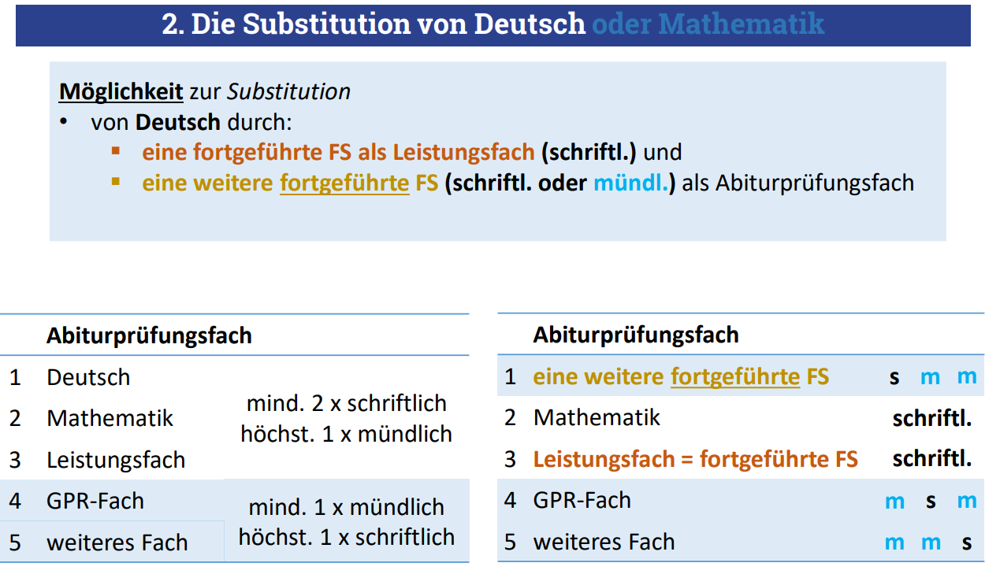 2. Die Substitution von Deutsch oder Mathematik
Möglichkeit zur Substitution
• von Deutsch durch:
▪ eine fortgeführte FS als Leistungsfach (schriftl.) und
▪ eine weitere fortgeführte FS (schriftl. oder mündl.) als Abiturprüfungsfach
Abiturprüfungsfach
1 Deutsch
2 Mathematik
3 Leistungsfach
mind. 2 x schriftlich
höchst. 1 x mündlich
4 GPR-Fach
5 weiteres Fach
mind. 1 x mündlich
höchst. 1 x schriftlich
Abiturprüfungsfach
1 eine weitere fortgeführte FS s m m
2 Mathematik schriftl.
3 Leistungsfach = fortgeführte FS schriftl.
4 GPR-Fach m s m
5 weiteres Fach m m s